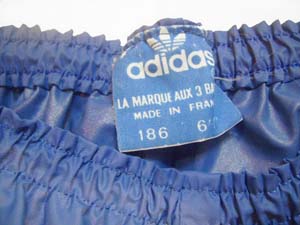 adidas
LA MARQUE AUX 3 BA
MADE IN FRAN
186 6